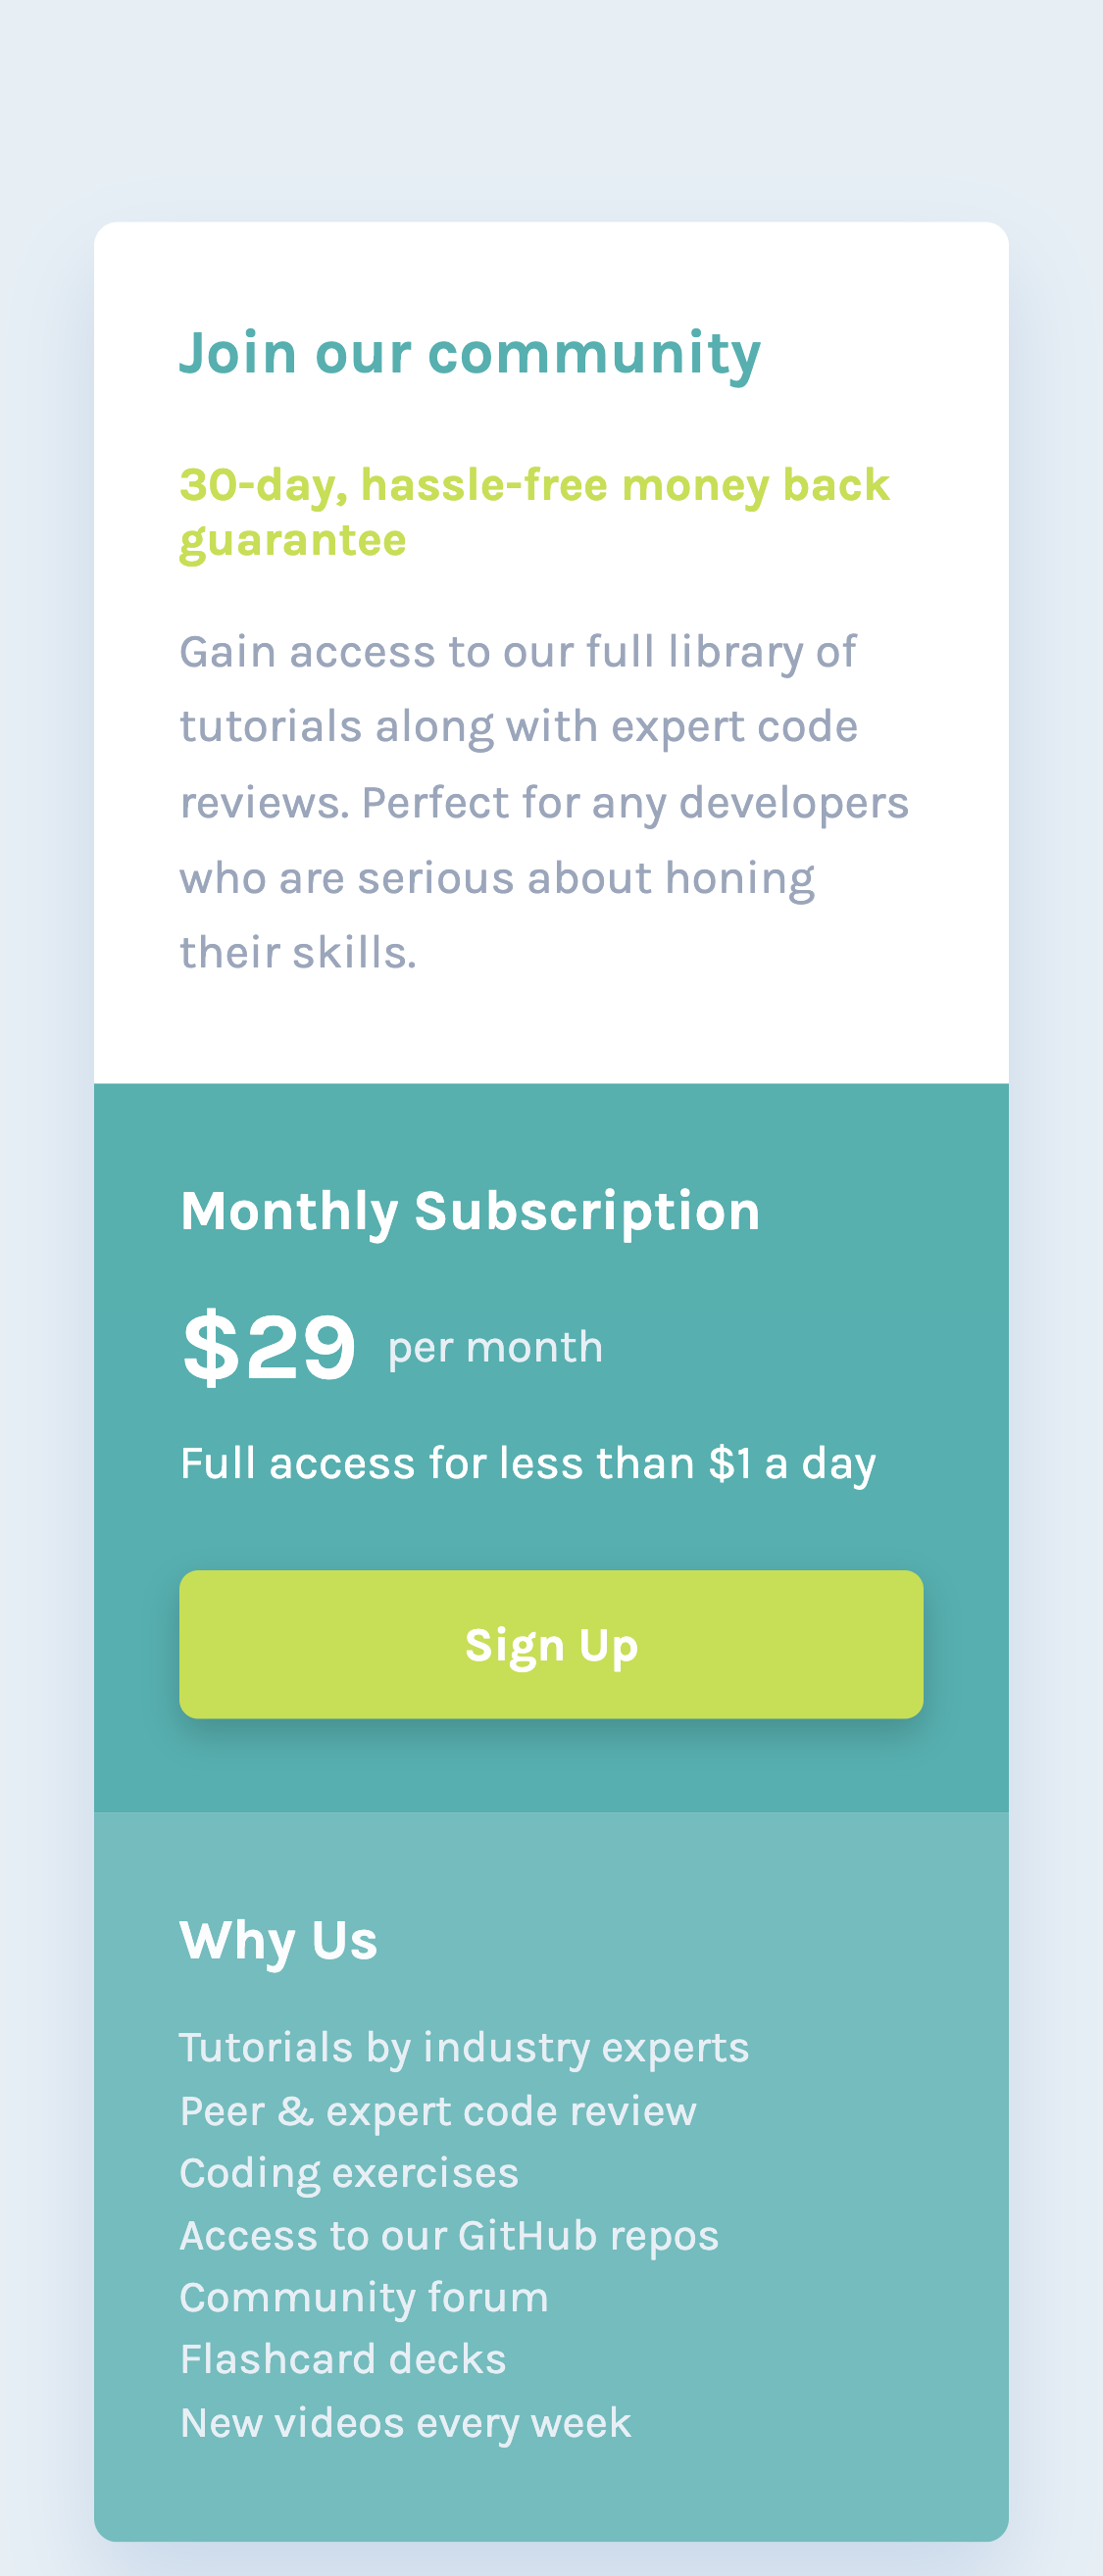 Join our community
30-day, hassle-free money back
guarantee
Gain access to our full library of
tutorials along with expert code
reviews. Perfect for any developers
who are serious about honing
their skills.
Monthly Subscription
$29 per month
Full access for less than $1 a day
Sign Up
Why Us
Tutorials by industry experts
Peer & expert code review
Coding exercises
Access to our GitHub repos
Community forum
Flashcard decks
New videos every week